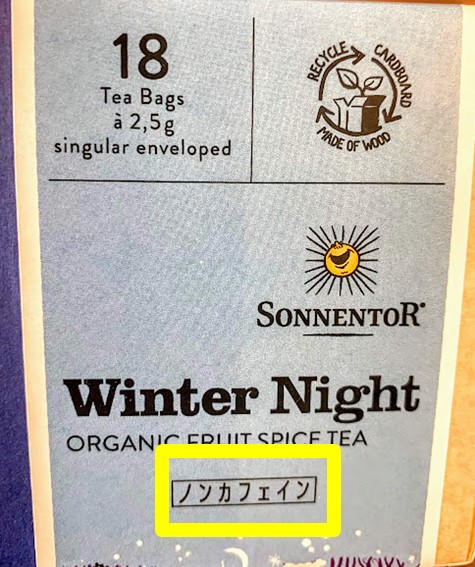 18
Tea Bags
à 2,5g
singular enveloped
RECYCLE CARDBOARD
MADE OF WOOD
SONNENTOR®
Winter Night
ORGANIC FRUIT SPICE TEA
ノンカフェイン